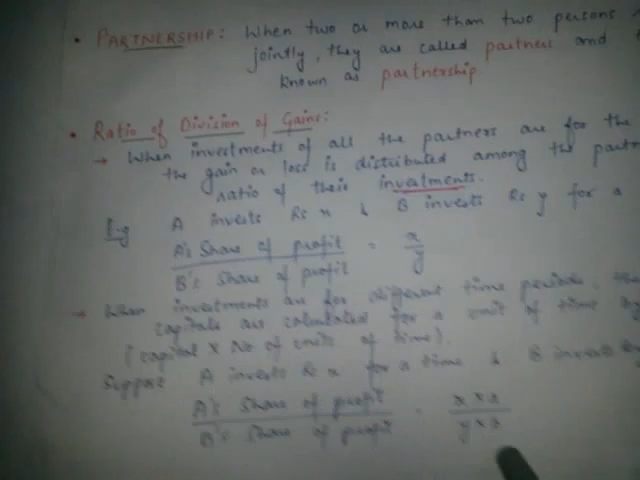 • PARTNERSHIP: When two or more than two persons
jointly, they are called partners and
known as partnership
• Ratio of Division of Gains:
→ When investments of all the partners are for the
the gain or loss is distributed among the partn
ratio of their investments.
Eg A invests Rs x & B invests Rs y for a
A's Share of profit / B's Share of profit = x / y
→ When investments are for different time periods, the
capitals are calculated for a unit of time by
(capital x No of units of time).
Suppose A invests Rs x for a time & B invests
A's Share of profit / B's Share of profit =